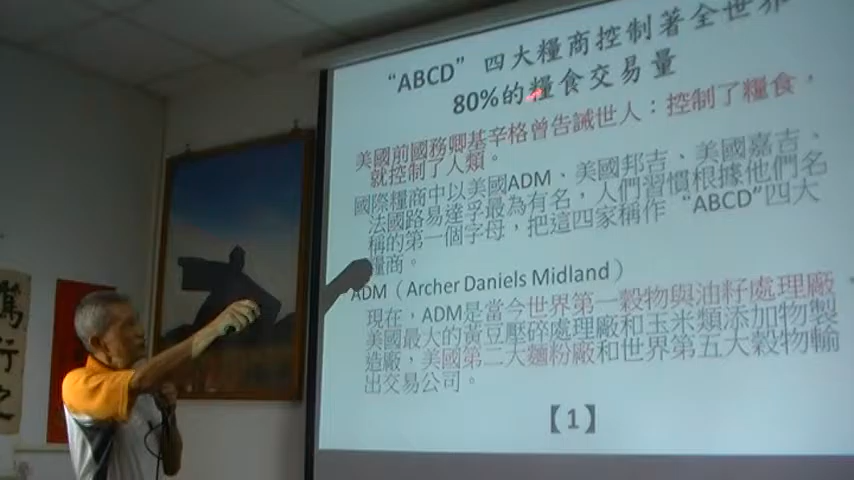 “ABCD”四大糧商控制著全世界
80%的糧食交易量
美國前國務卿基辛格曾告誡世人：控制了糧食，
就控制了人類。
國際糧商中以美國ADM、美國邦吉、美國嘉吉、
法國路易達孚最為有名，人們習慣根據他們名
稱的第一個字母，把這四家稱作“ABCD”四大
糧商。
ADM（Archer Daniels Midland）
現在，ADM是當今世界第一穀物與油籽處理廠
美國最大的黃豆壓碎處理廠和玉米類添加物製
造廠，美國第二大麵粉廠和世界第五大穀物輸
出交易公司。
【1】
篤
行
之